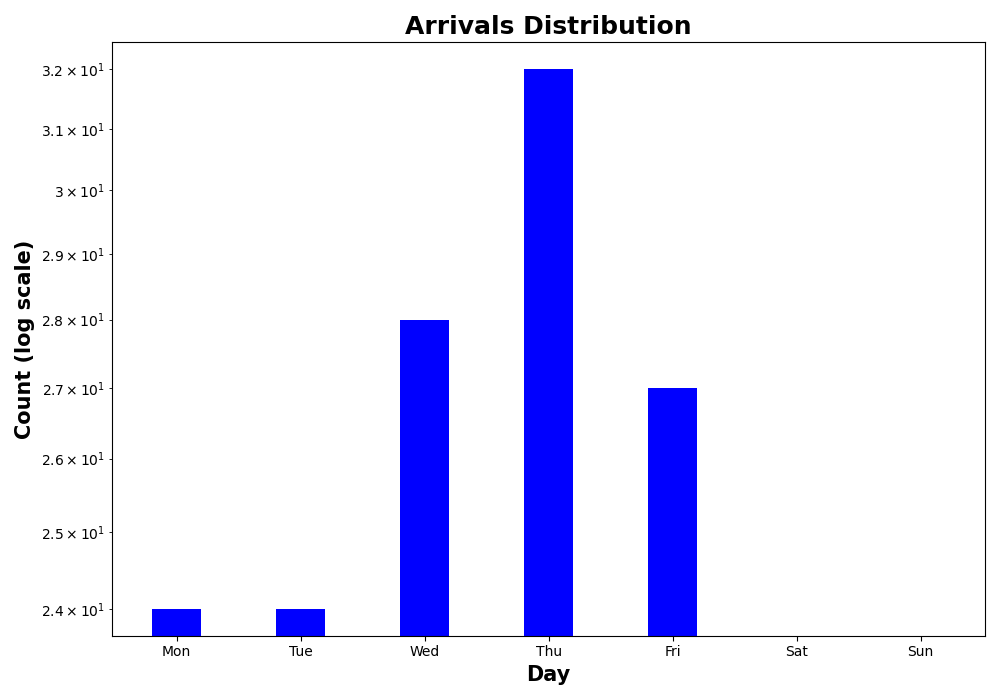 Arrivals Distribution
Count (log scale)
3.2 × 10¹
3.1 × 10¹
3 × 10¹
2.9 × 10¹
2.8 × 10¹
2.7 × 10¹
2.6 × 10¹
2.5 × 10¹
2.4 × 10¹
Mon Tue Wed Thu Fri Sat Sun
Day